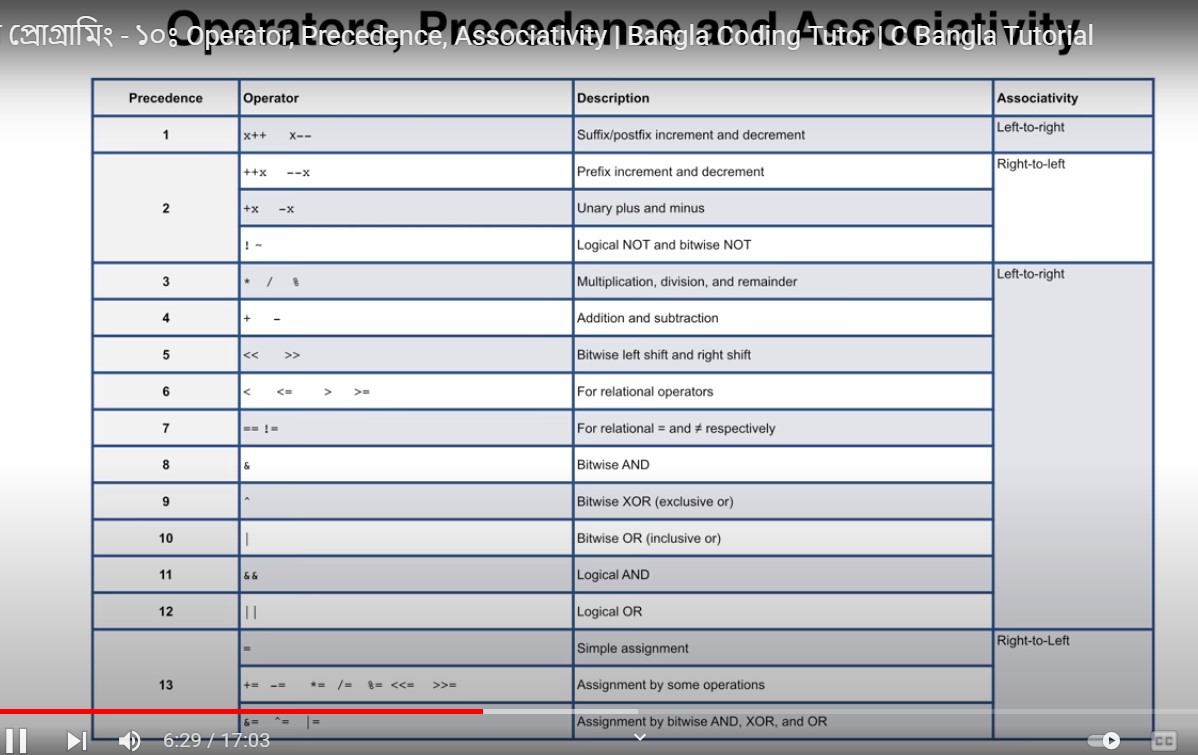 Operators, Precedence and Associativity
প্রোগ্রামিং - ১০ঃ Operator, Precedence, Associativity | Bangla Coding Tutor | C Bangla Tutorial
Precedence Operator Description Associativity
1 x++ x-- Suffix/postfix increment and decrement Left-to-right
2 ++x --x Prefix increment and decrement Right-to-left
+x -x Unary plus and minus
! ~ Logical NOT and bitwise NOT
3 * / % Multiplication, division, and remainder Left-to-right
4 + - Addition and subtraction
5 << >> Bitwise left shift and right shift
6 < <= > >= For relational operators
7 == != For relational = and ≠ respectively
8 & Bitwise AND
9 ^ Bitwise XOR (exclusive or)
10 | Bitwise OR (inclusive or)
11 && Logical AND
12 || Logical OR
13 = Simple assignment Right-to-Left
+= -= *= /= %= <<= >>= Assignment by some operations
&= ^= |= Assignment by bitwise AND, XOR, and OR
6:29 / 17:03
CC